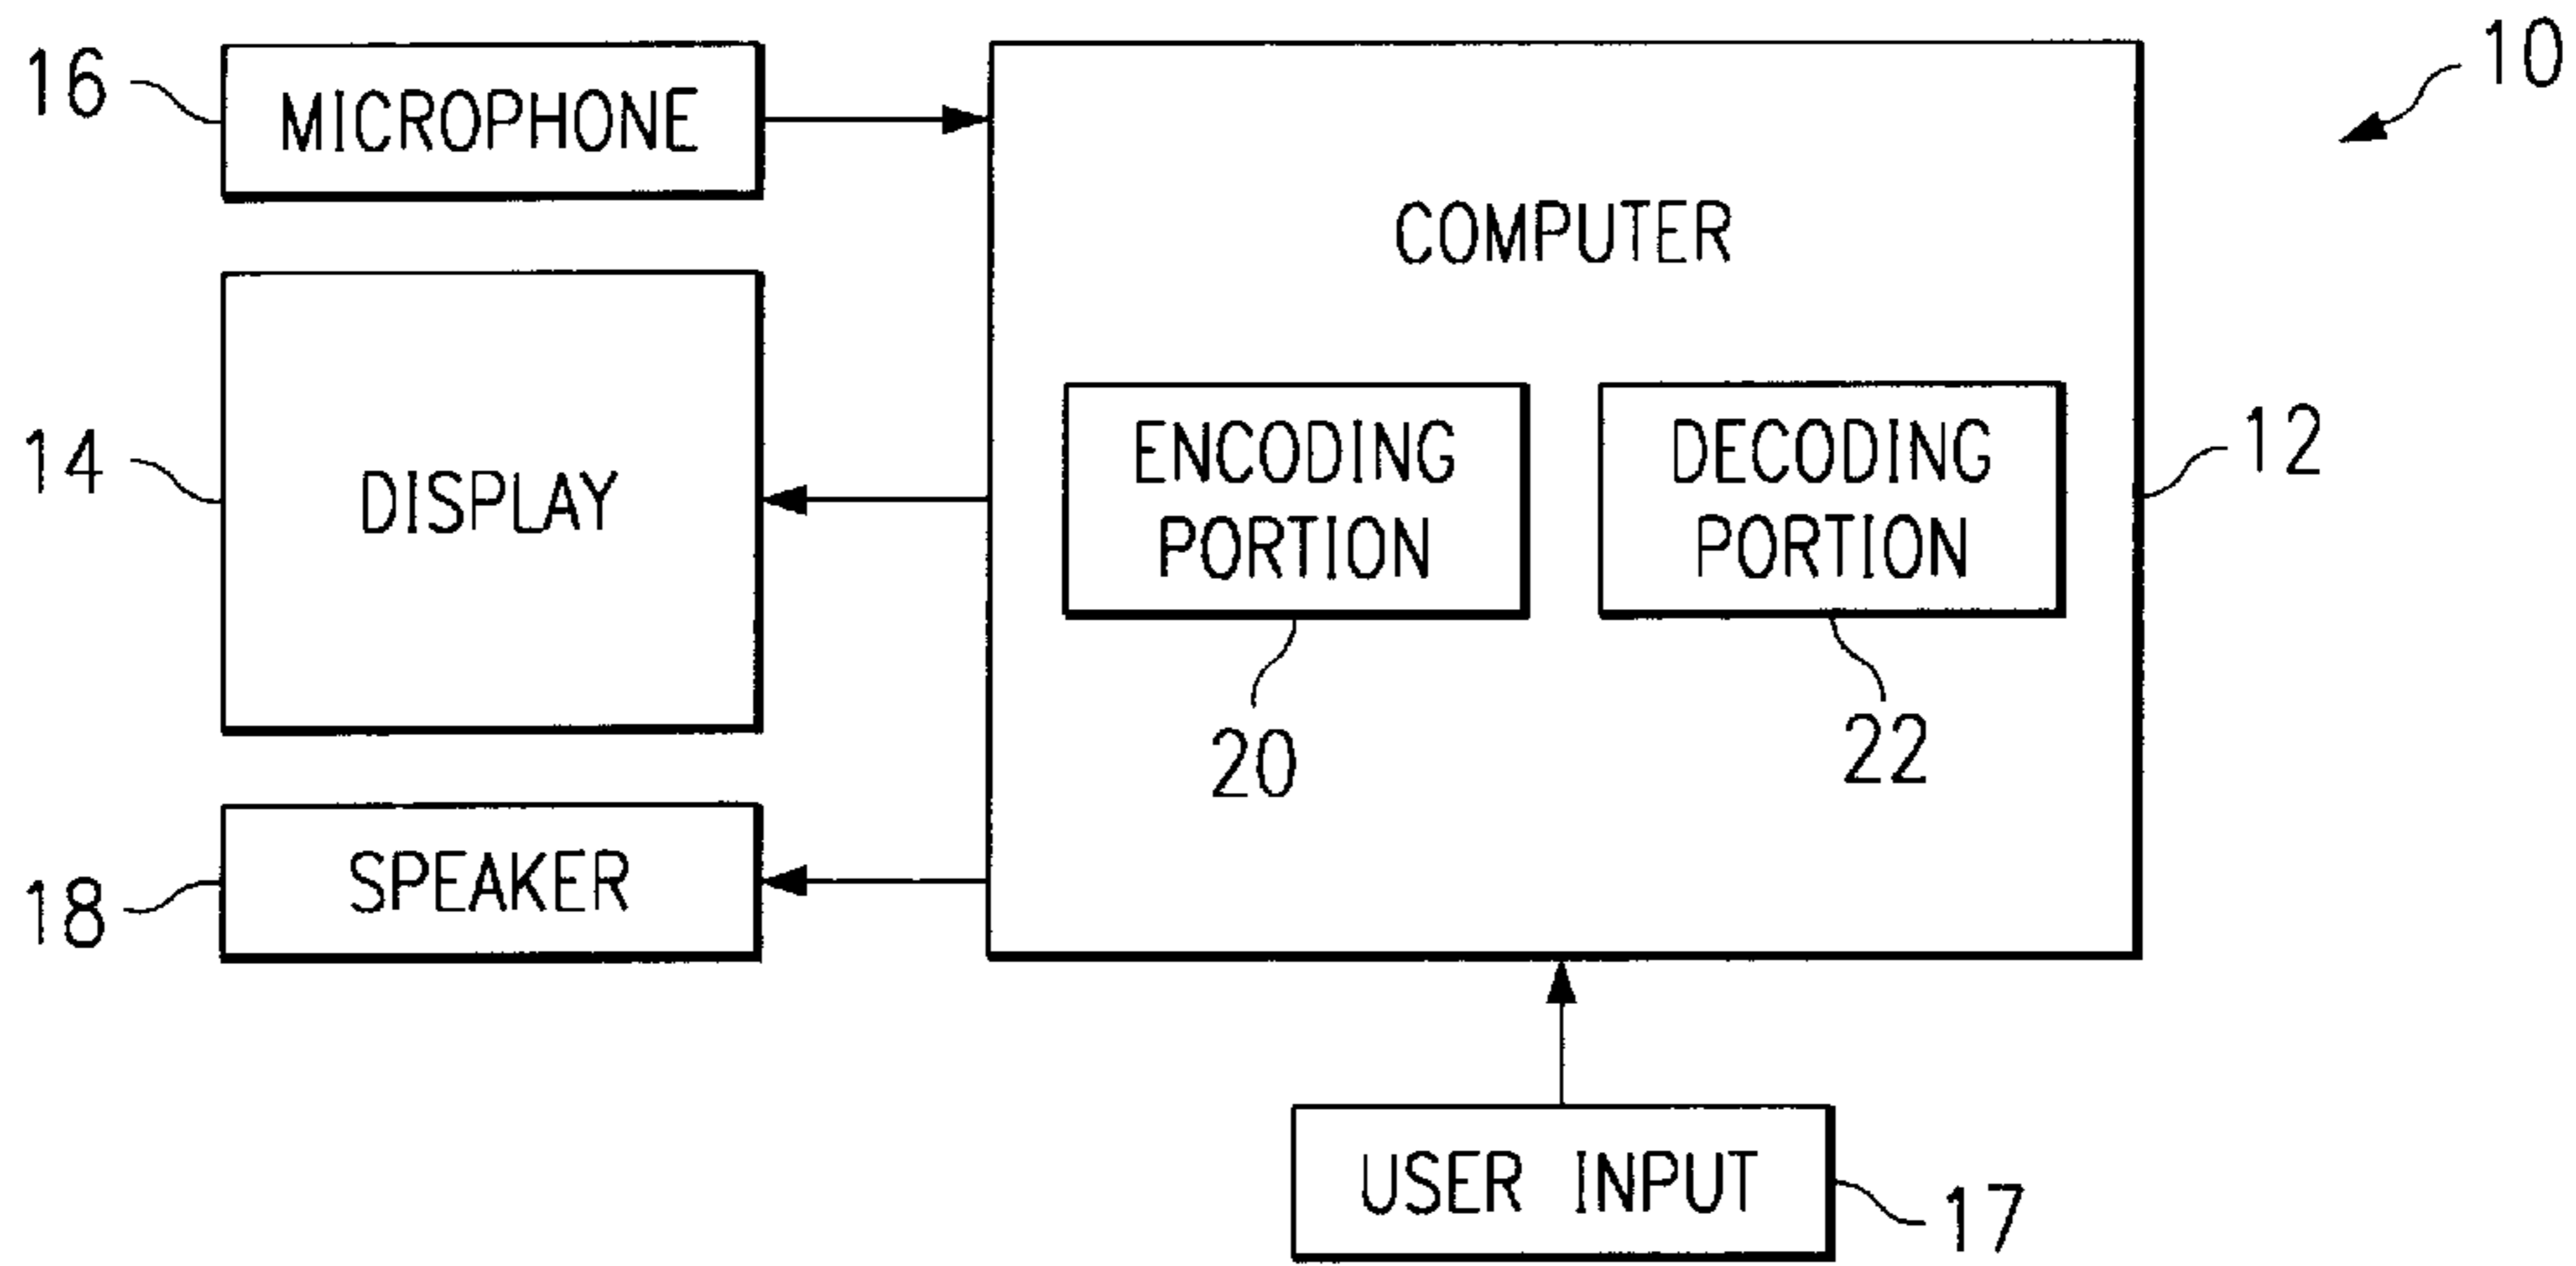 16
MICROPHONE
10
COMPUTER
14
DISPLAY
ENCODING
PORTION
DECODING
PORTION
12
20
22
18
SPEAKER
USER INPUT
17